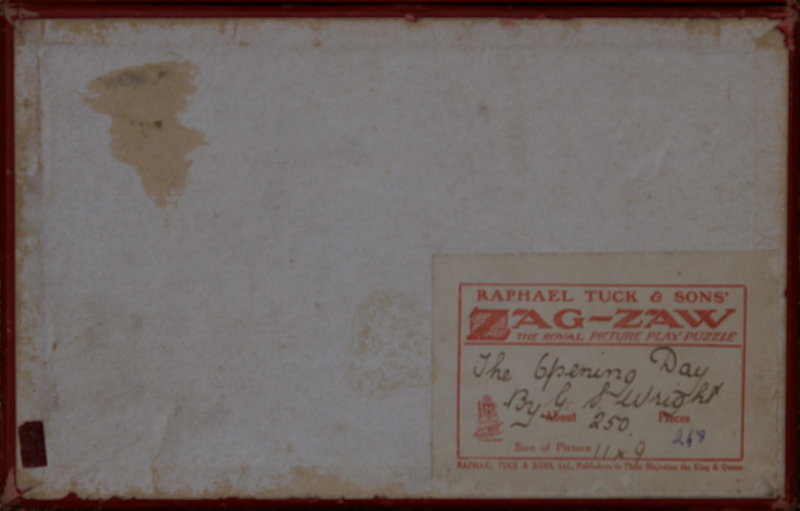 RAPHAEL TUCK & SONS'
ZAG-ZAW
THE ROYAL PICTURE PLAY PUZZLE
The Opening Day
By G. S. Wright
About 250 Pieces
248
Size of Picture 11 x 9
RAPHAEL TUCK & SONS, Ltd., Publishers to Their Majesties the King & Queen